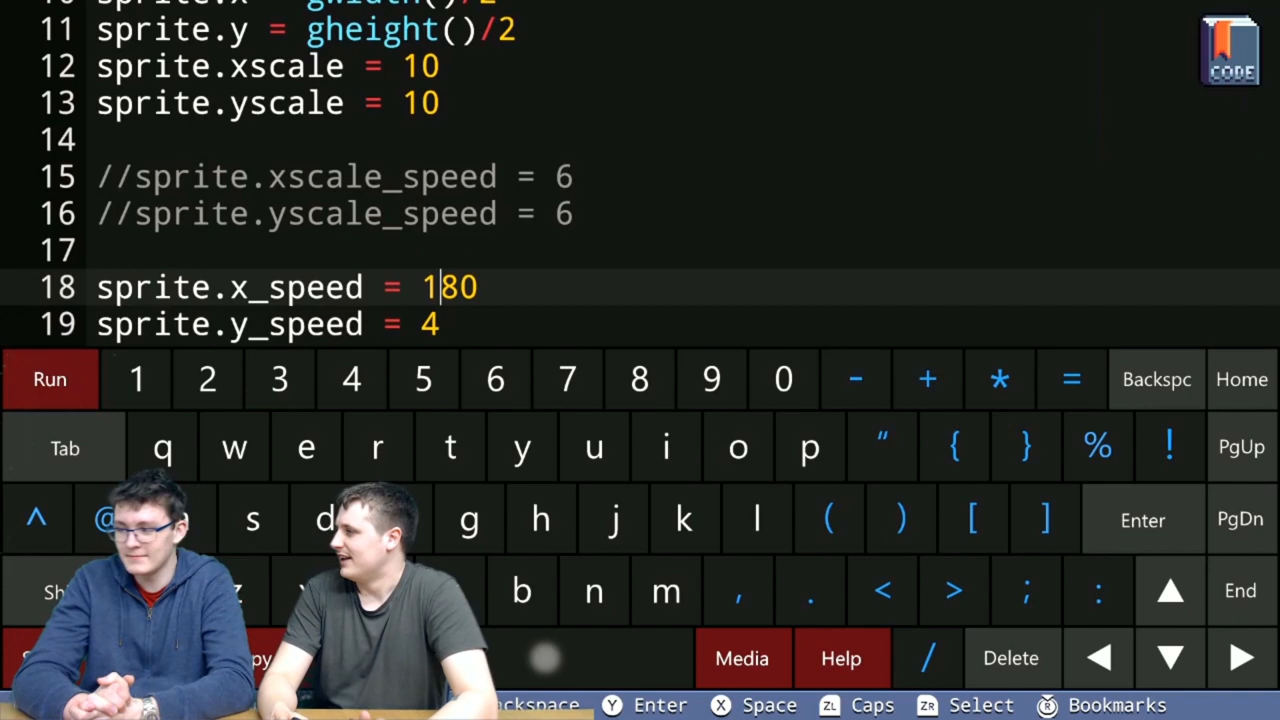 11 sprite.y = gheight()/2
12 sprite.xscale = 10
13 sprite.yscale = 10
14
15 //sprite.xscale_speed = 6
16 //sprite.yscale_speed = 6
17
18 sprite.x_speed = 180
19 sprite.y_speed = 4
CODE
Run 1 2 3 4 5 6 7 8 9 0 - + * = Backspc Home
Tab q w e r t y u i o p " { } % ! PgUp
^ @ s d g h j k l ( ) [ ] Enter PgDn
z b n m , . < > ; : End
Media Help / Delete
Y Enter X Space ZL Caps ZR Select R Bookmarks